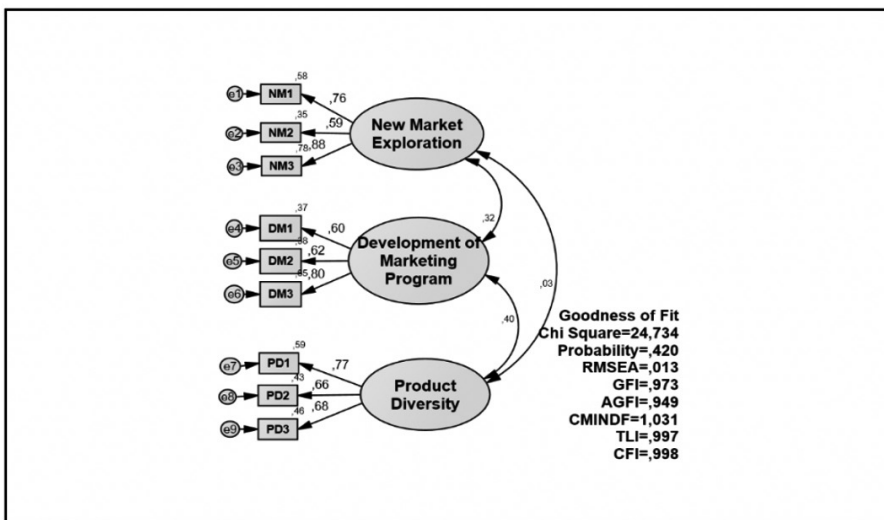 ,58
e1
NM1
,76
,35
e2
NM2
,59
New Market
Exploration
,78
,88
e3
NM3
,32
,37
e4
DM1
,60
e5
DM2
,62
Development of
Marketing
Program
,80
e6
DM3
,03
,40
,59
e7
PD1
,77
,43
e8
PD2
,66
Product
Diversity
,46
,68
e9
PD3
Goodness of Fit
Chi Square=24,734
Probability=,420
RMSEA=,013
GFI=,973
AGFI=,949
CMINDF=1,031
TLI=,997
CFI=,998